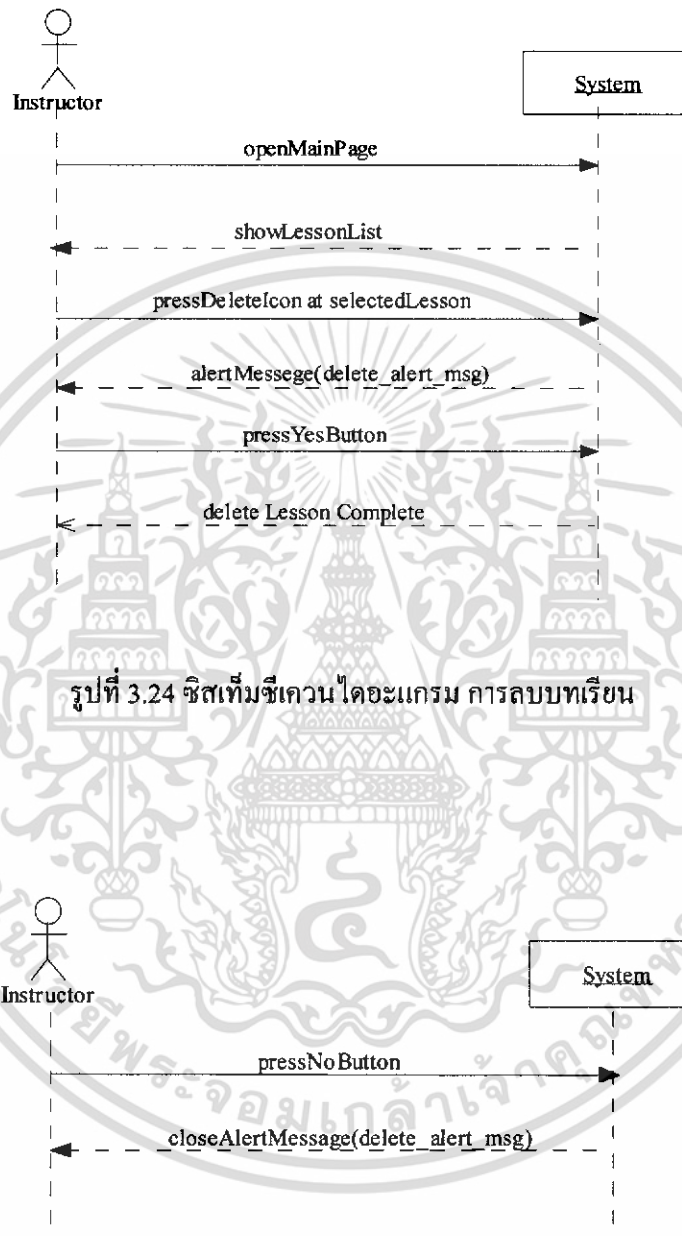 Instructor
System
openMainPage
showLessonList
pressDeleteIcon at selectedLesson
alertMessege(delete_alert_msg)
pressYesButton
delete Lesson Complete
รูปที่ 3.24 ซิสเท็มซีเควนไดอะแกรม การลบบทเรียน
Instructor
System
pressNoButton
closeAlertMessage(delete_alert_msg)